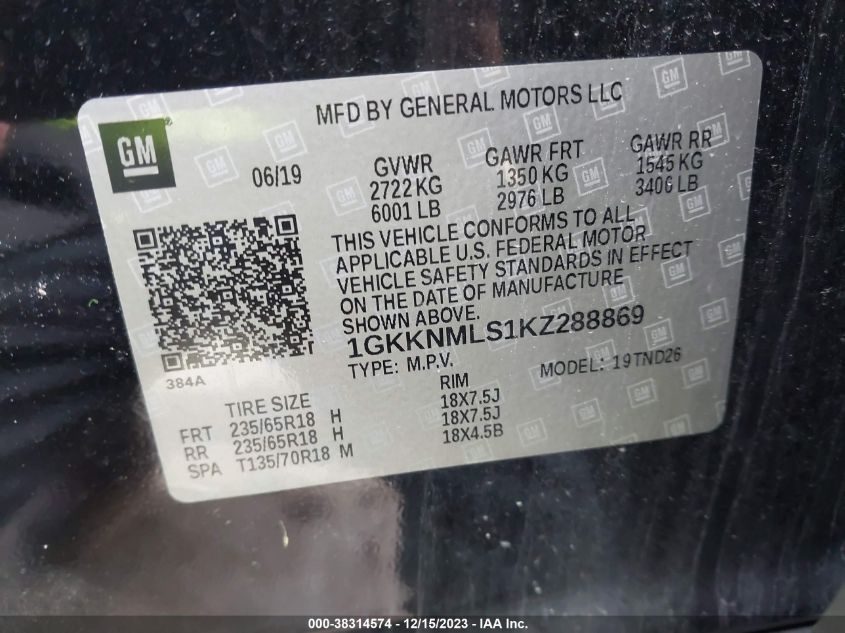 MFD BY GENERAL MOTORS LLC
GM
06/19
GVWR
2722 KG
6001 LB
GAWR FRT
1350 KG
2976 LB
GAWR RR
1545 KG
3406 LB
THIS VEHICLE CONFORMS TO ALL
APPLICABLE U.S. FEDERAL MOTOR
VEHICLE SAFETY STANDARDS IN EFFECT
ON THE DATE OF MANUFACTURE
SHOWN ABOVE.
1GKKNMLS1KZ288869
TYPE: M.P.V. MODEL: 19TND26
384A
TIRE SIZE RIM
FRT 235/65R18 H 18X7.5J
RR 235/65R18 H 18X7.5J
SPA T135/70R18 M 18X4.5B
000-38314574 - 12/15/2023 - IAA Inc.